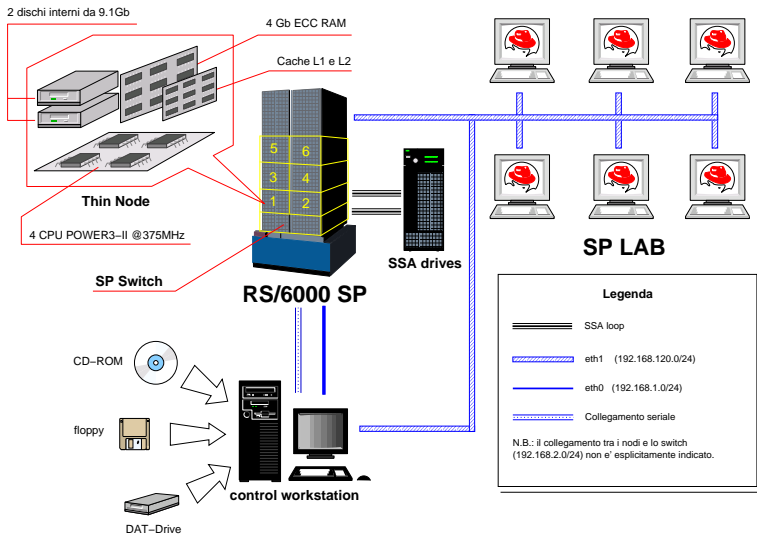 2 dischi interni da 9.1Gb
4 Gb ECC RAM
Cache L1 e L2
5 6
3 4
1 2
Thin Node
4 CPU POWER3–II @375MHz
SP Switch
RS/6000 SP
SSA drives
SP LAB
Legenda
SSA loop
eth1 (192.168.120.0/24)
eth0 (192.168.1.0/24)
Collegamento seriale
N.B.: il collegamento tra i nodi e lo switch
(192.168.2.0/24) non e' esplicitamente indicato.
CD–ROM
floppy
DAT–Drive
control workstation